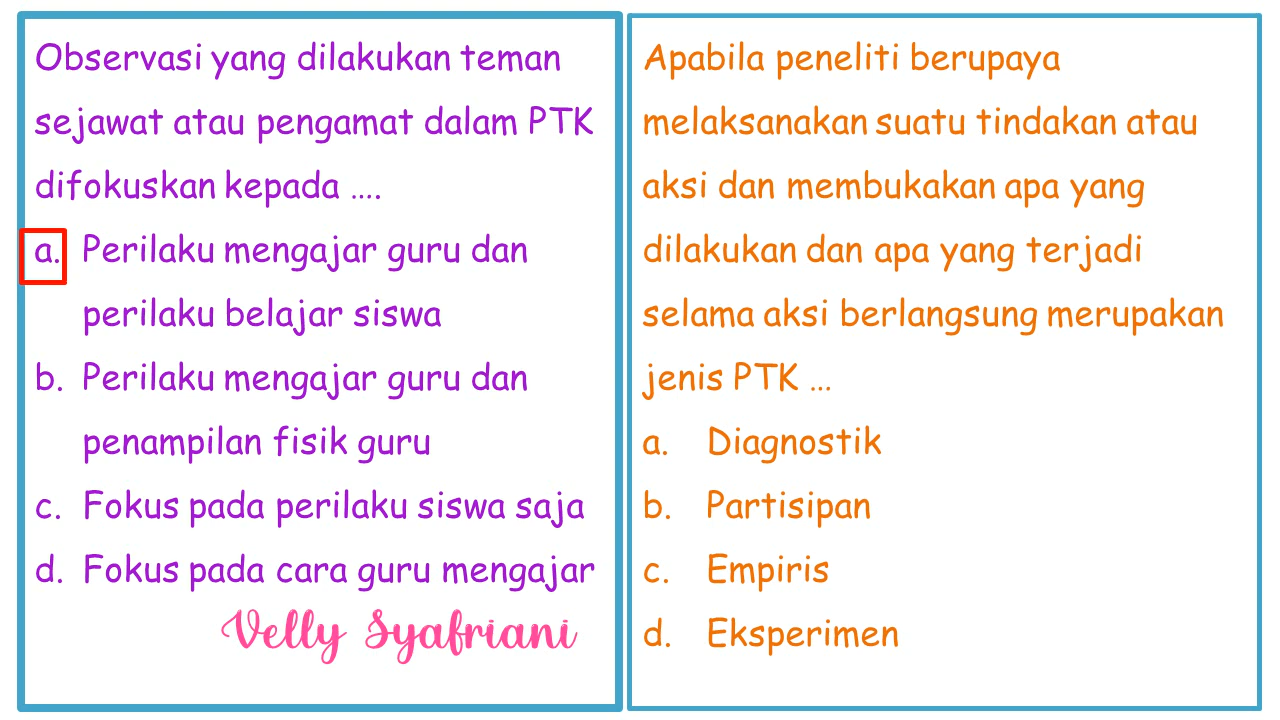 Observasi yang dilakukan teman
sejawat atau pengamat dalam PTK
difokuskan kepada ....
a. Perilaku mengajar guru dan
perilaku belajar siswa
b. Perilaku mengajar guru dan
penampilan fisik guru
c. Fokus pada perilaku siswa saja
d. Fokus pada cara guru mengajar
Velly Syafriani
Apabila peneliti berupaya
melaksanakan suatu tindakan atau
aksi dan membukakan apa yang
dilakukan dan apa yang terjadi
selama aksi berlangsung merupakan
jenis PTK ...
a. Diagnostik
b. Partisipan
c. Empiris
d. Eksperimen